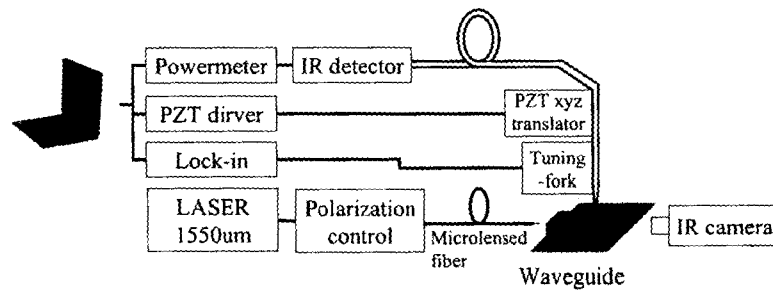 Powermeter
IR detector
PZT dirver
PZT xyz
translator
Lock-in
Tuning
-fork
LASER
1550um
Polarization
control
Microlensed
fiber
IR camera
Waveguide